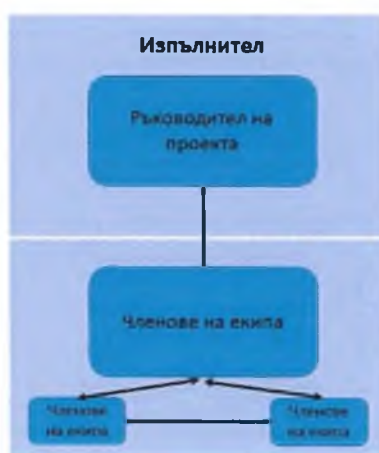 Изпълнител
Ръководител на
проекта
Членове на екипа
Членове
на екипа
Членове
на екипа